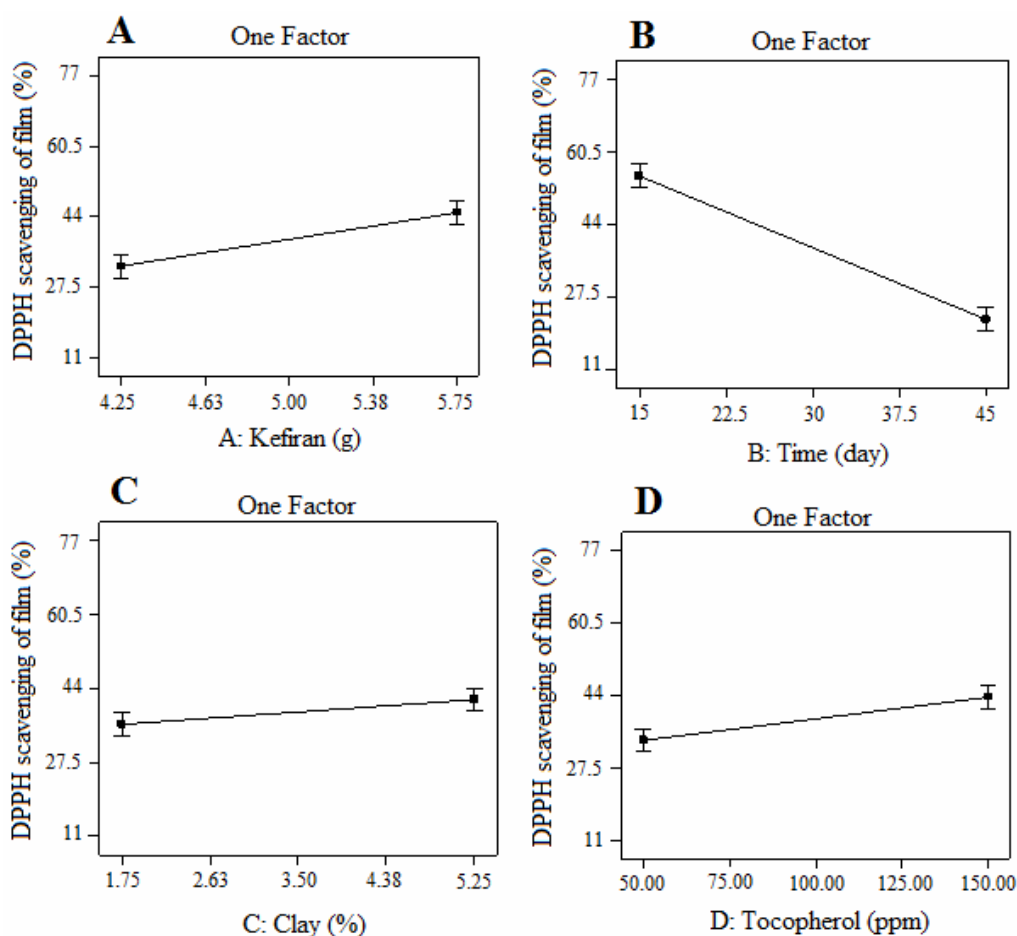 A
One Factor
DPPH scavenging of film (%)
77
60.5
44
27.5
11
4.25 4.63 5.00 5.38 5.75
A: Kefiran (g)
B
One Factor
DPPH scavenging of film (%)
77
60.5
44
27.5
11
15 22.5 30 37.5 45
B: Time (day)
C
One Factor
DPPH scavenging of film (%)
77
60.5
44
27.5
11
1.75 2.63 3.50 4.38 5.25
C: Clay (%)
D
One Factor
DPPH scavenging of film (%)
77
60.5
44
27.5
11
50.00 75.00 100.00 125.00 150.00
D: Tocopherol (ppm)